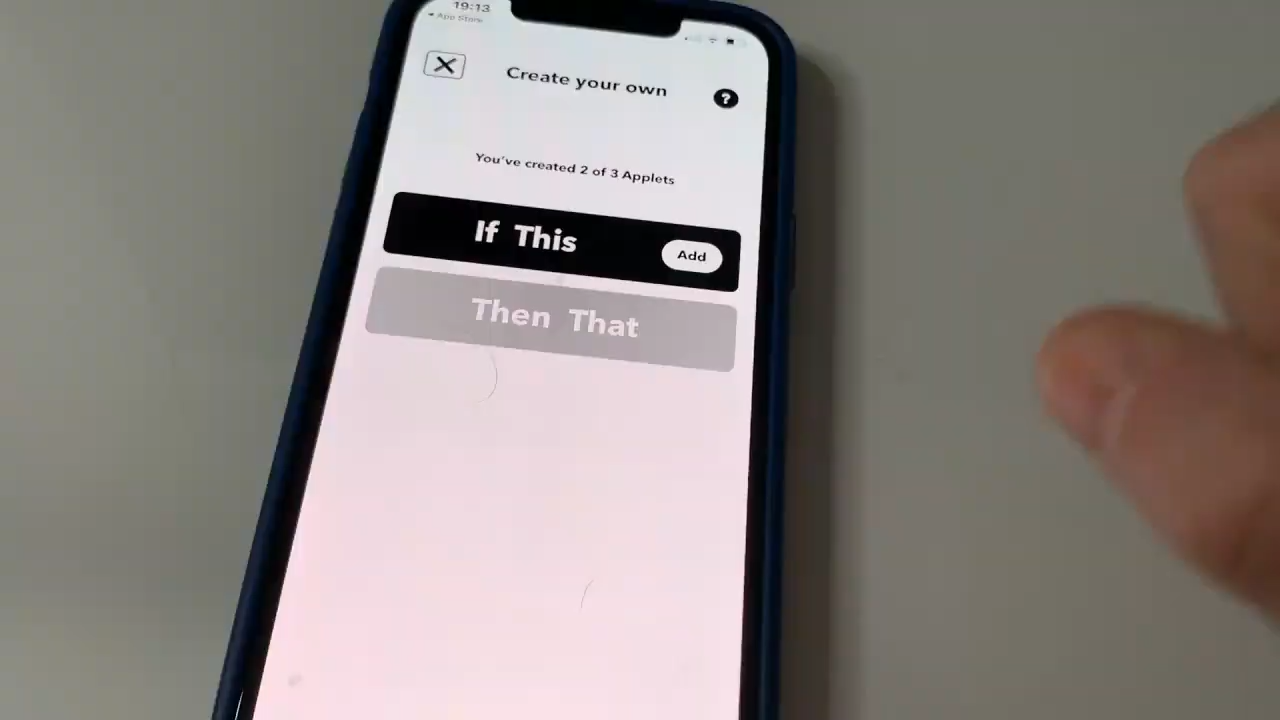 19:13
App Store
Create your own
?
You've created 2 of 3 Applets
If This
Add
Then That